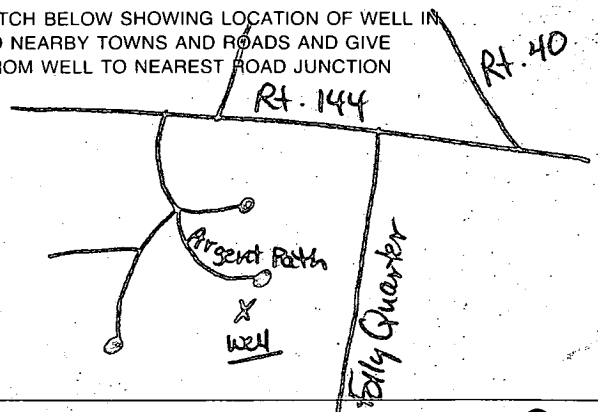 TCH BELOW SHOWING LOCATION OF WELL IN
NEARBY TOWNS AND ROADS AND GIVE
ROM WELL TO NEAREST ROAD JUNCTION
Rt. 40
Rt. 144
Argent Path
X
Well
Folly Quarter